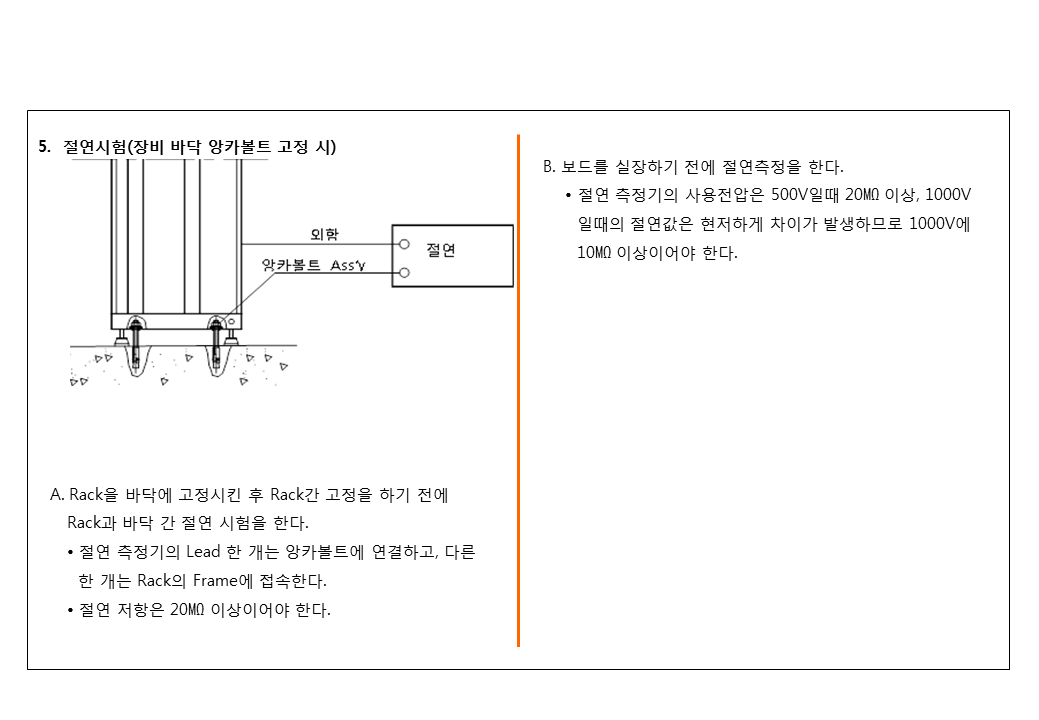 5. 절연시험(장비 바닥 앙카볼트 고정 시)
외함
절연
앙카볼트 Ass'y
A. Rack을 바닥에 고정시킨 후 Rack간 고정을 하기 전에
Rack과 바닥 간 절연 시험을 한다.
• 절연 측정기의 Lead 한 개는 앙카볼트에 연결하고, 다른
한 개는 Rack의 Frame에 접속한다.
• 절연 저항은 20㏁ 이상이어야 한다.
B. 보드를 실장하기 전에 절연측정을 한다.
• 절연 측정기의 사용전압은 500V일때 20㏁ 이상, 1000V
일때의 절연값은 현저하게 차이가 발생하므로 1000V에
10㏁ 이상이어야 한다.